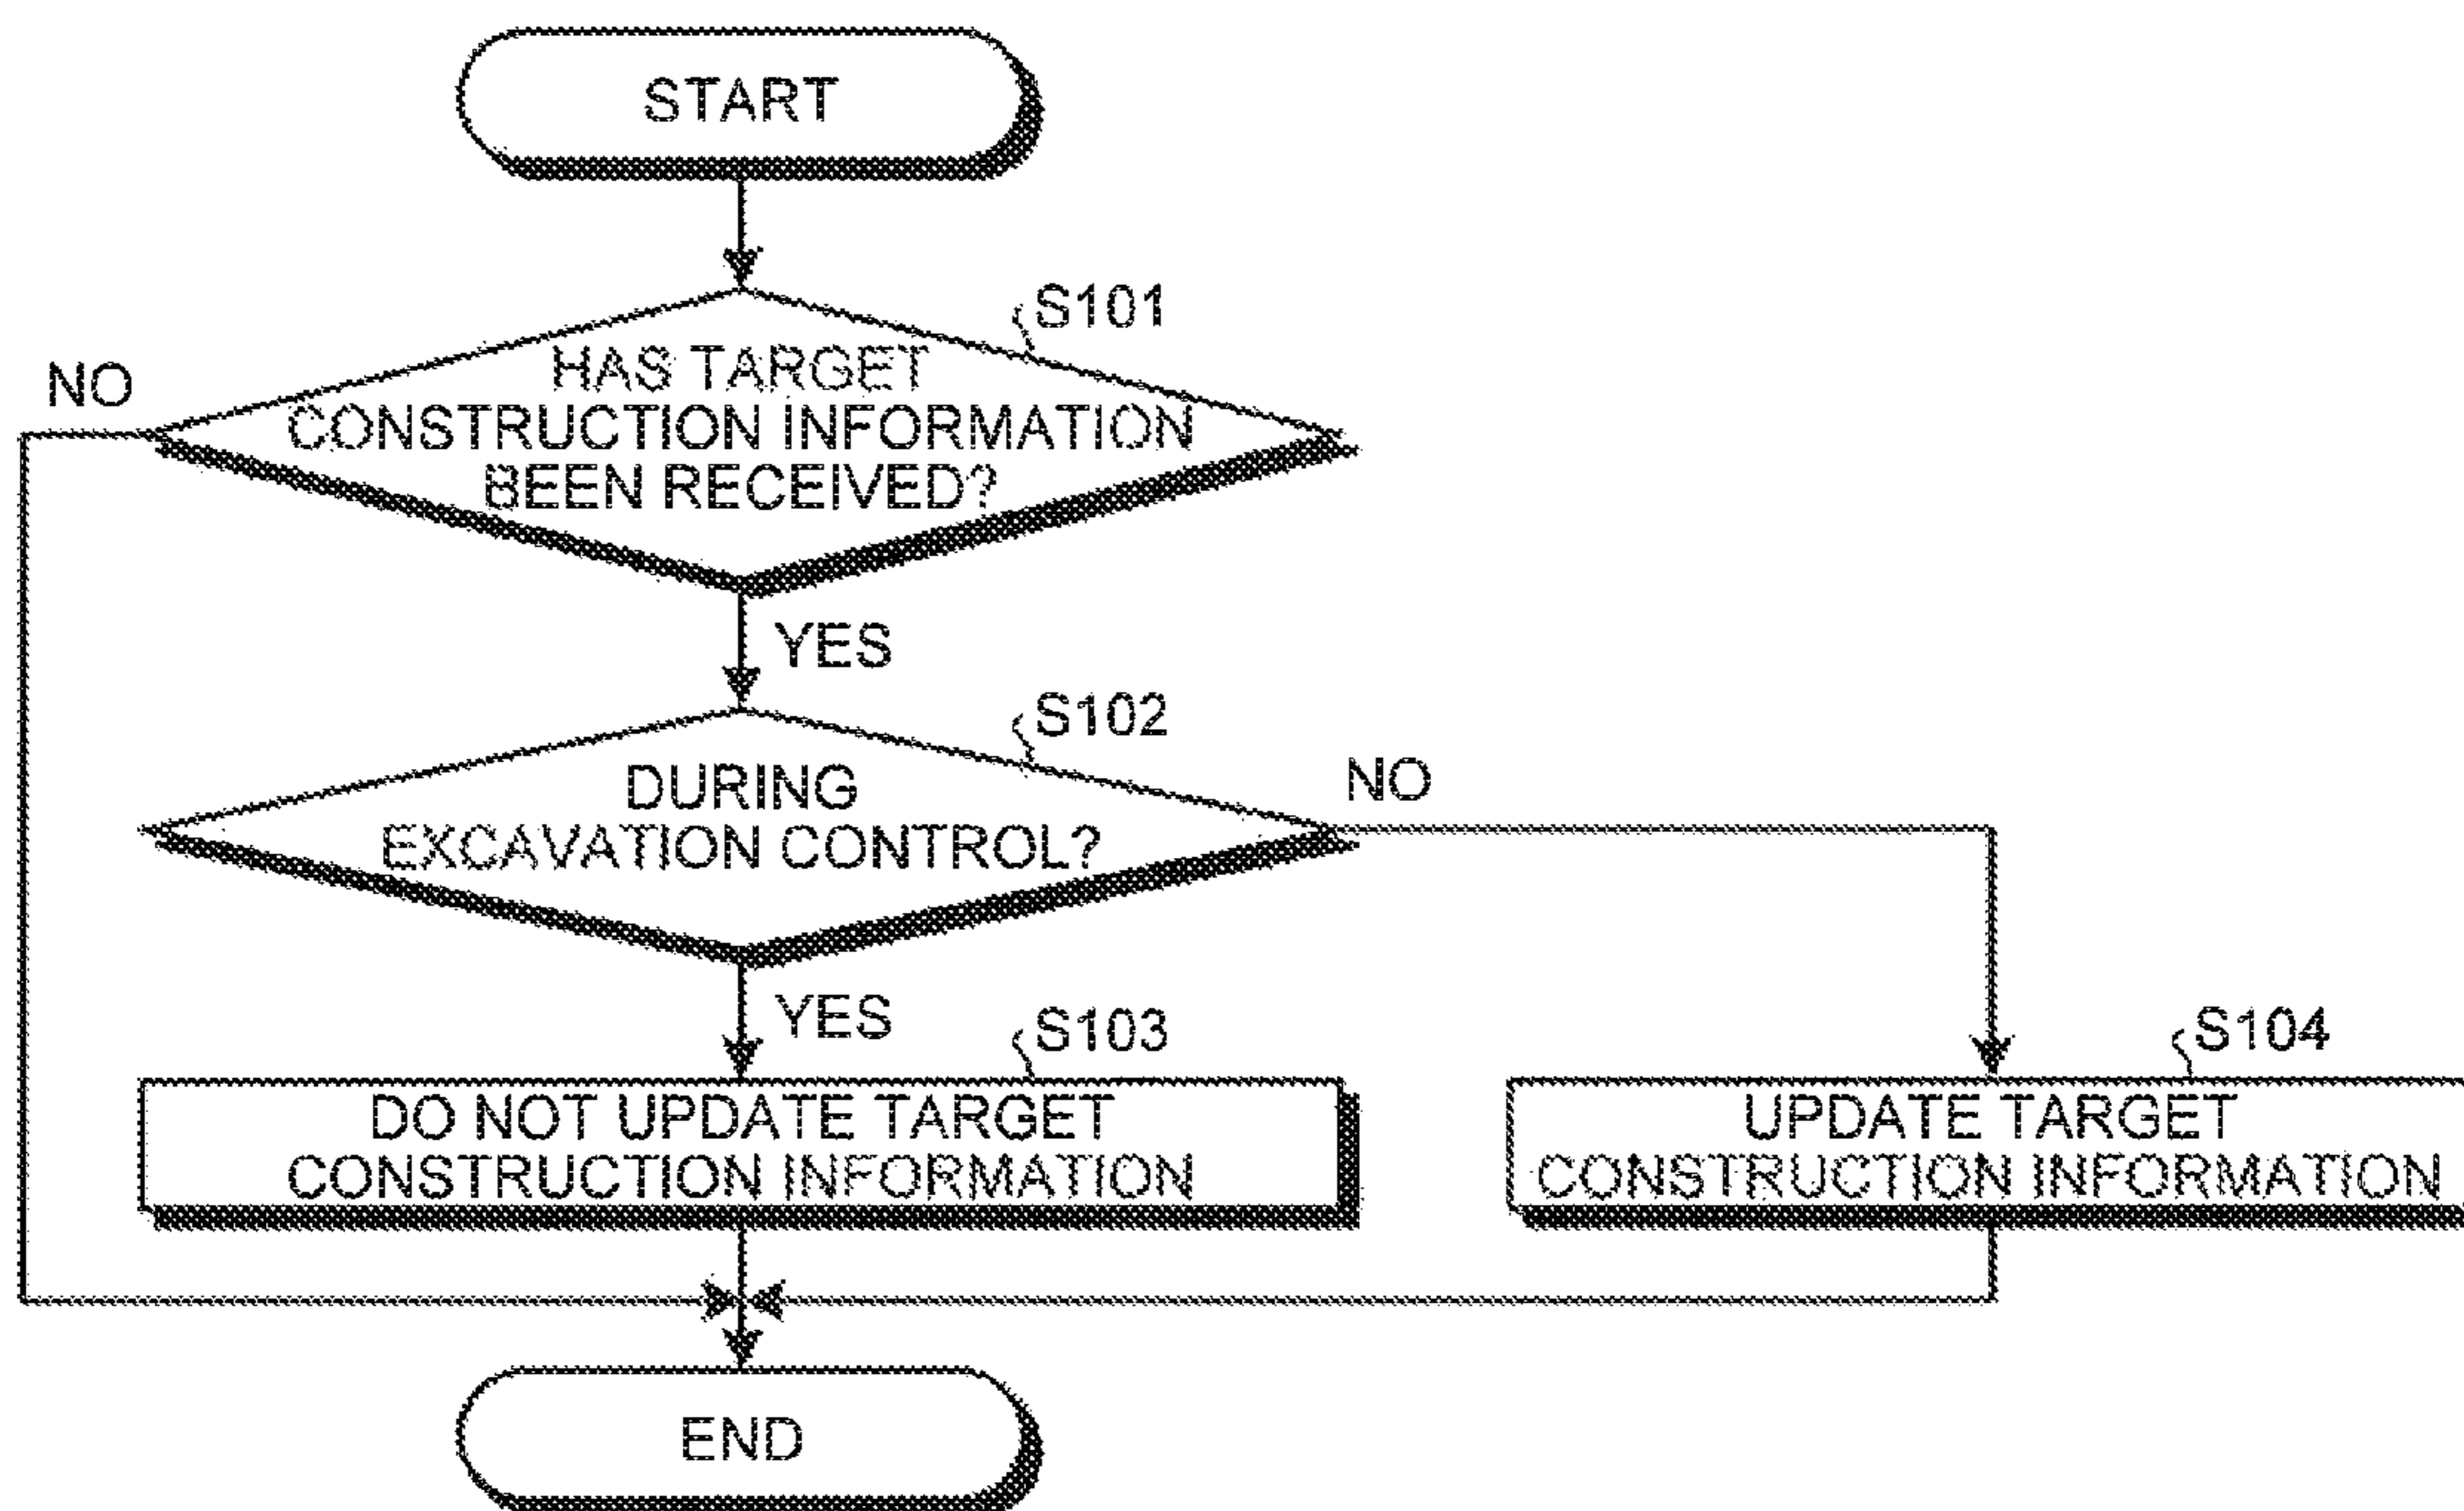 START
S101
NO
HAS TARGET
CONSTRUCTION INFORMATION
BEEN RECEIVED?
YES
S102
DURING
EXCAVATION CONTROL?
NO
YES
S103
DO NOT UPDATE TARGET
CONSTRUCTION INFORMATION
S104
UPDATE TARGET
CONSTRUCTION INFORMATION
END